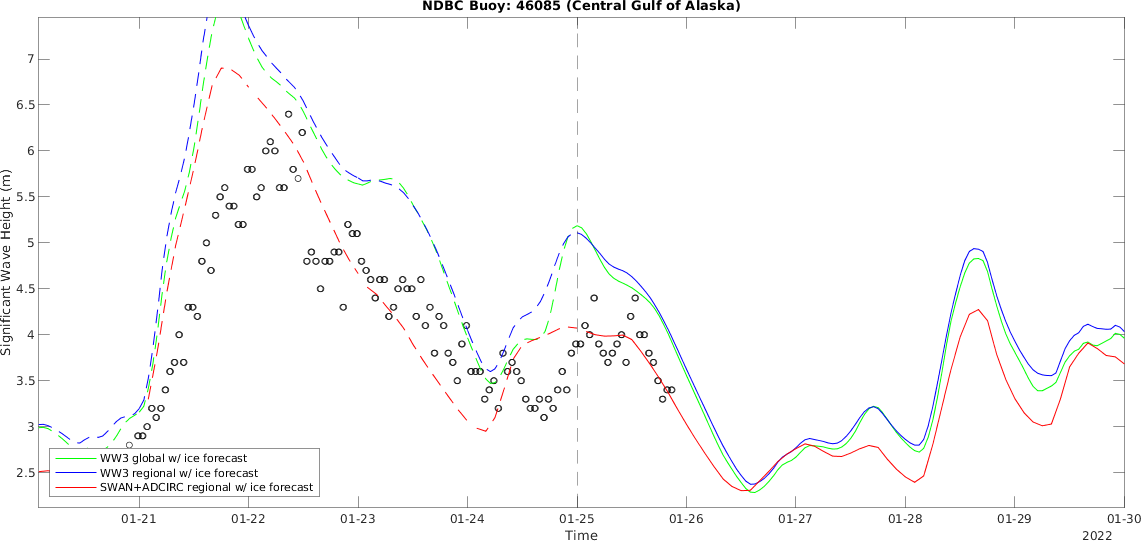 NDBC Buoy: 46085 (Central Gulf of Alaska)
Significant Wave Height (m)
7
6.5
6
5.5
5
4.5
4
3.5
3
2.5
WW3 global w/ ice forecast
WW3 regional w/ ice forecast
SWAN+ADCIRC regional w/ ice forecast
01-21 01-22 01-23 01-24 01-25 01-26 01-27 01-28 01-29 01-30
Time
2022